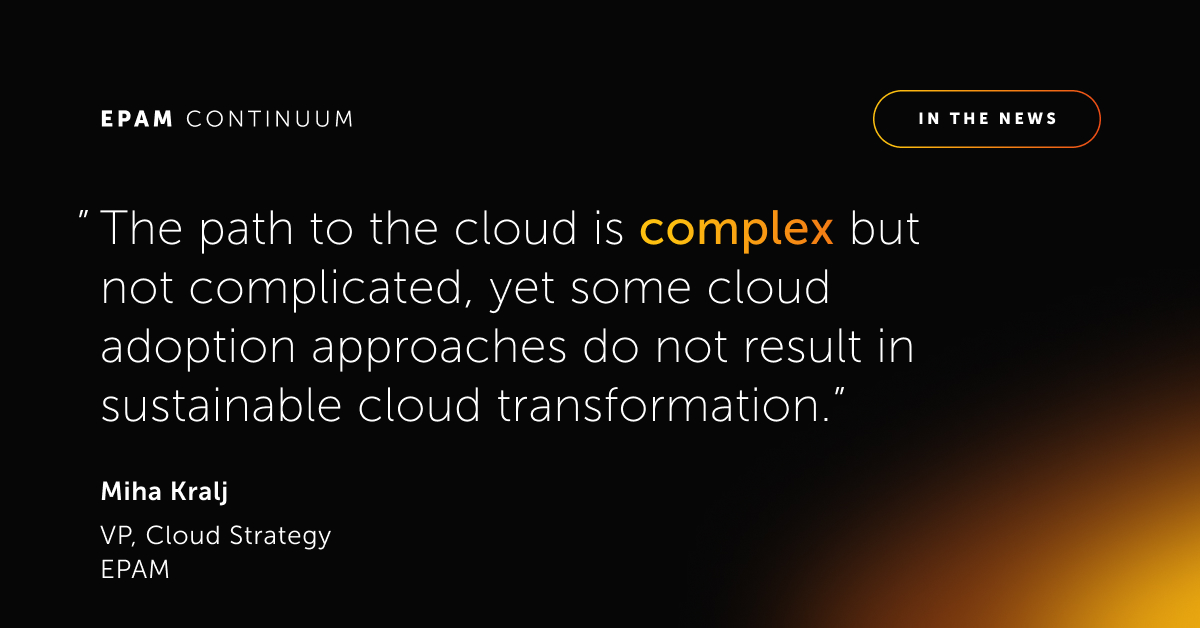 EPAM CONTINUUM
IN THE NEWS
"The path to the cloud is complex but
not complicated, yet some cloud
adoption approaches do not result in
sustainable cloud transformation."
Miha Kralj
VP, Cloud Strategy
EPAM